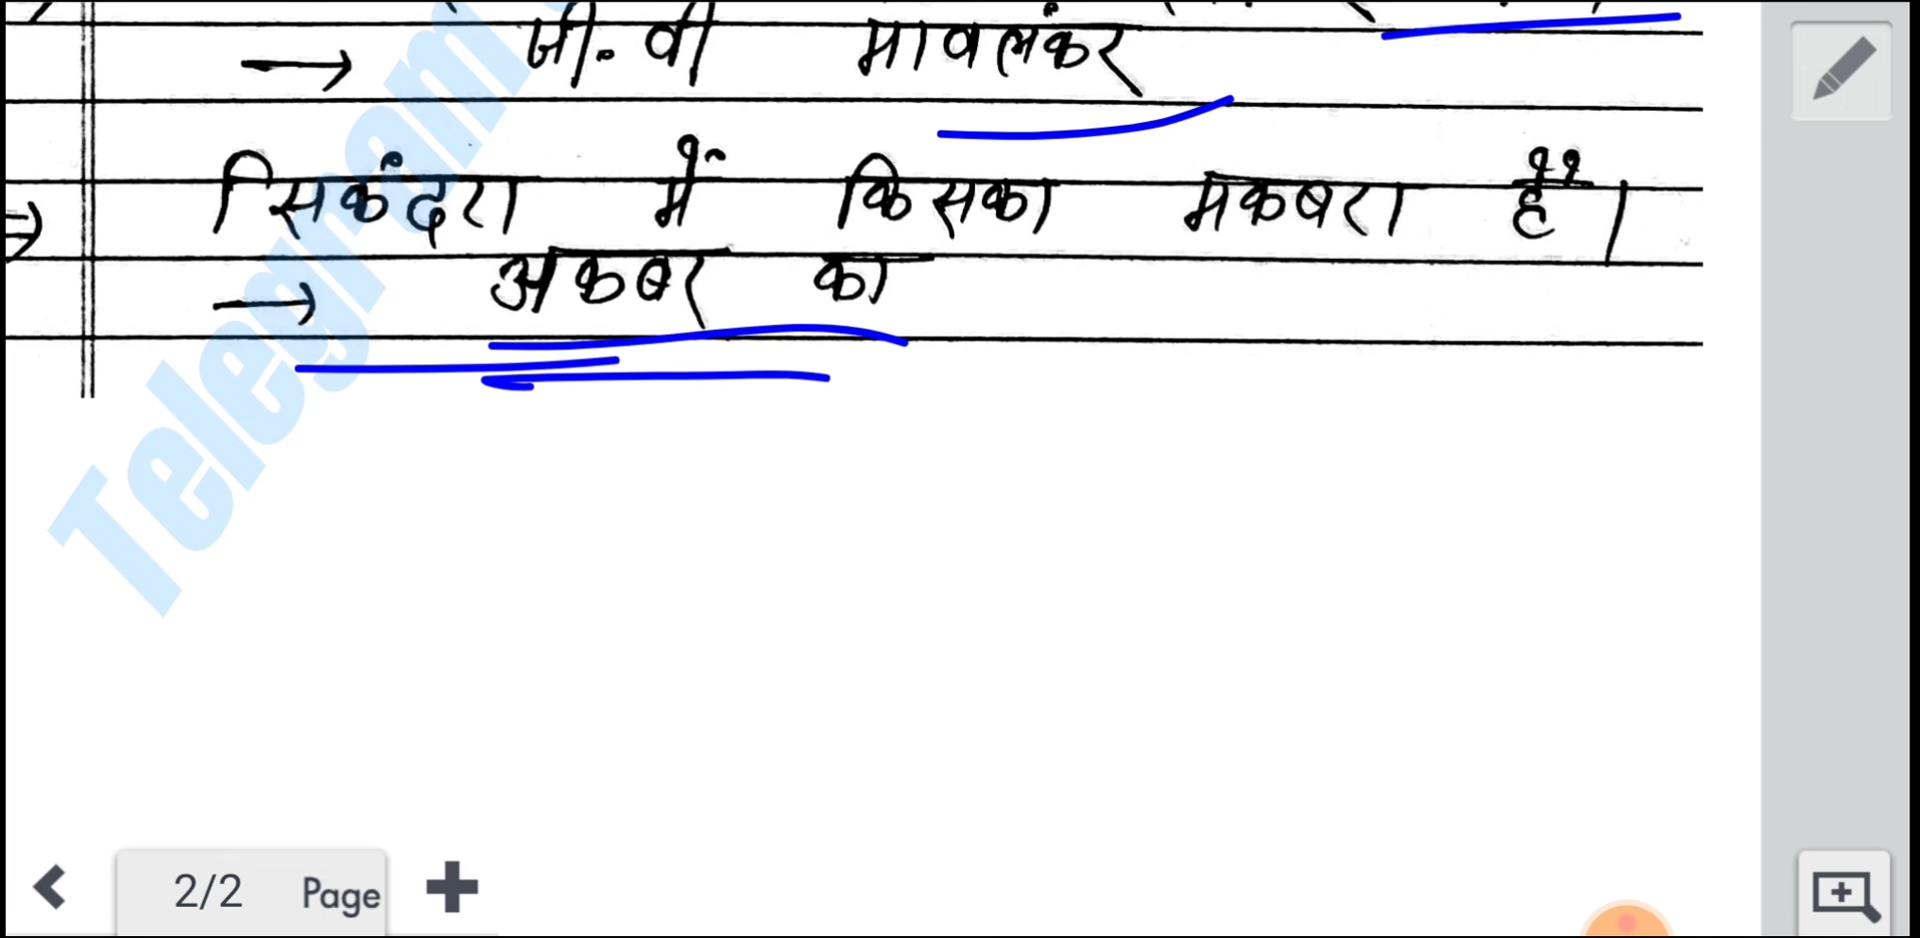 → जी. वी मावलंकर
⇒ सिकंदरा में किसका मकबरा है।
→ अकबर का
Telegram
2/2 Page